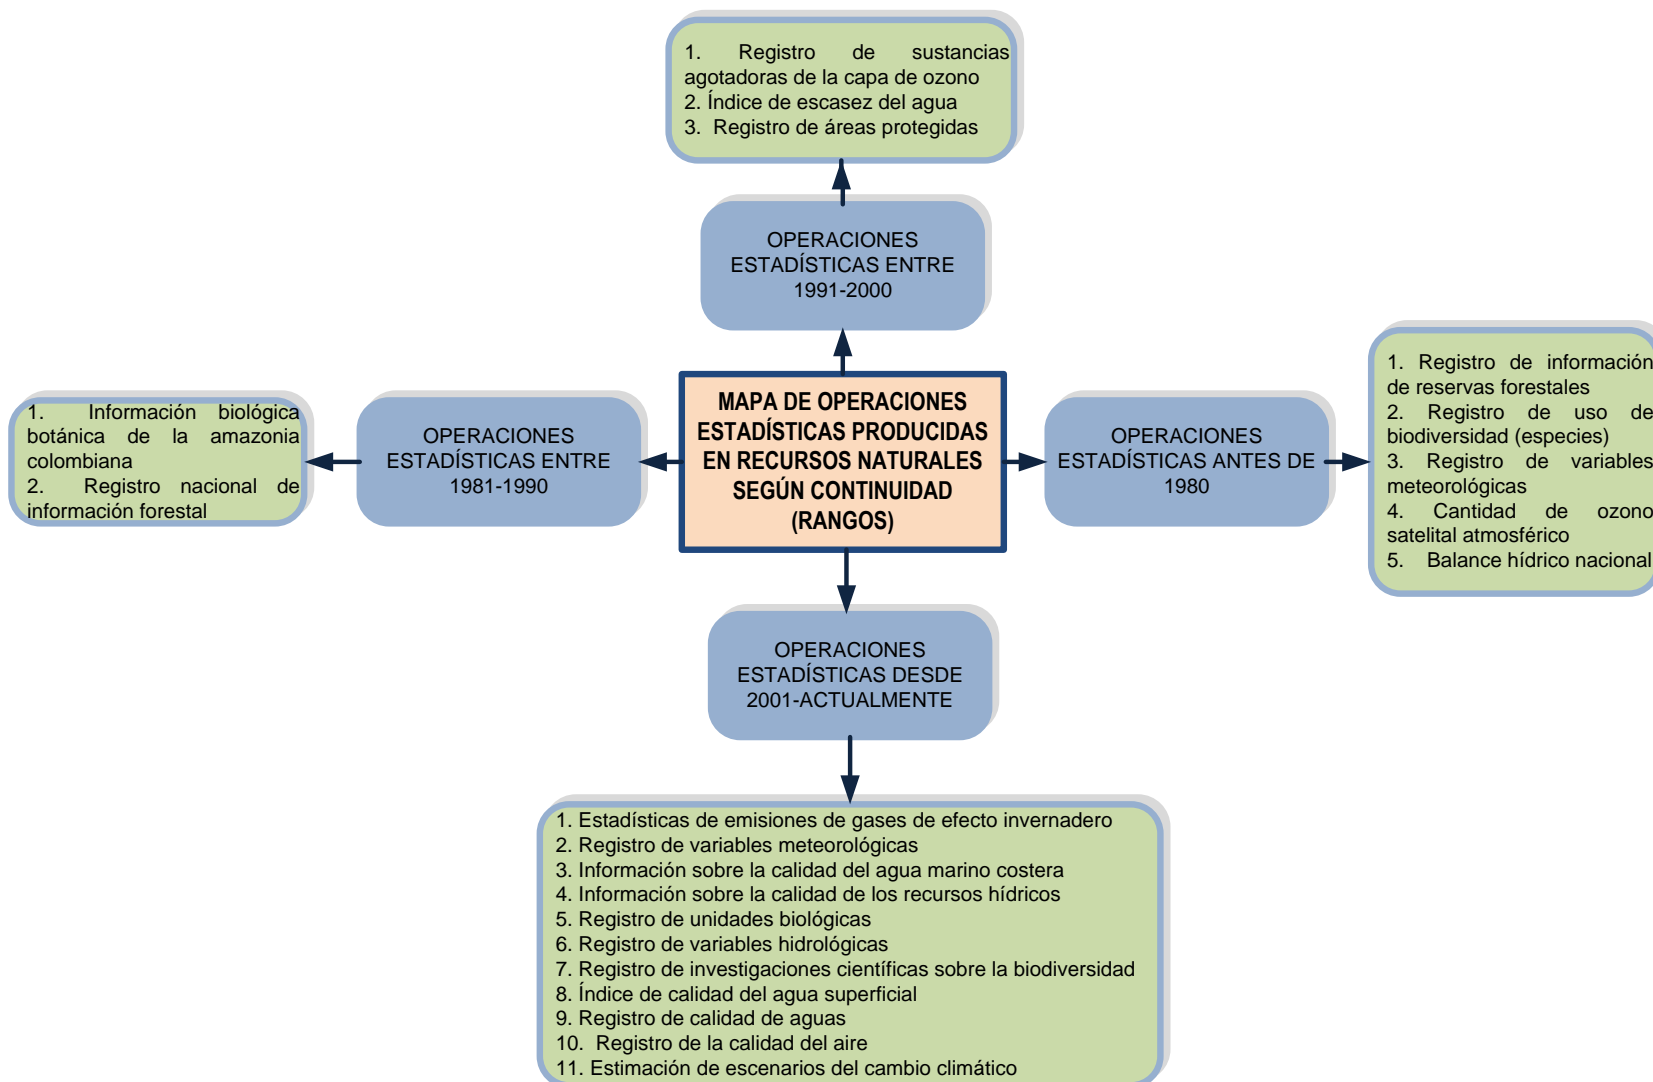 1. Registro de sustancias
agotadoras de la capa de ozono
2. Índice de escasez del agua
3. Registro de áreas protegidas
OPERACIONES
ESTADÍSTICAS ENTRE
1991-2000
1. Información biológica
botánica de la amazonia
colombiana
2. Registro nacional de
información forestal
OPERACIONES
ESTADÍSTICAS ENTRE
1981-1990
MAPA DE OPERACIONES
ESTADÍSTICAS PRODUCIDAS
EN RECURSOS NATURALES
SEGÚN CONTINUIDAD
(RANGOS)
OPERACIONES
ESTADÍSTICAS ANTES DE
1980
1. Registro de información
de reservas forestales
2. Registro de uso de
biodiversidad (especies)
3. Registro de variables
meteorológicas
4. Cantidad de ozono
satelital atmosférico
5. Balance hídrico nacional
OPERACIONES
ESTADÍSTICAS DESDE
2001-ACTUALMENTE
1. Estadísticas de emisiones de gases de efecto invernadero
2. Registro de variables meteorológicas
3. Información sobre la calidad del agua marino costera
4. Información sobre la calidad de los recursos hídricos
5. Registro de unidades biológicas
6. Registro de variables hidrológicas
7. Registro de investigaciones científicas sobre la biodiversidad
8. Índice de calidad del agua superficial
9. Registro de calidad de aguas
10. Registro de la calidad del aire
11. Estimación de escenarios del cambio climático